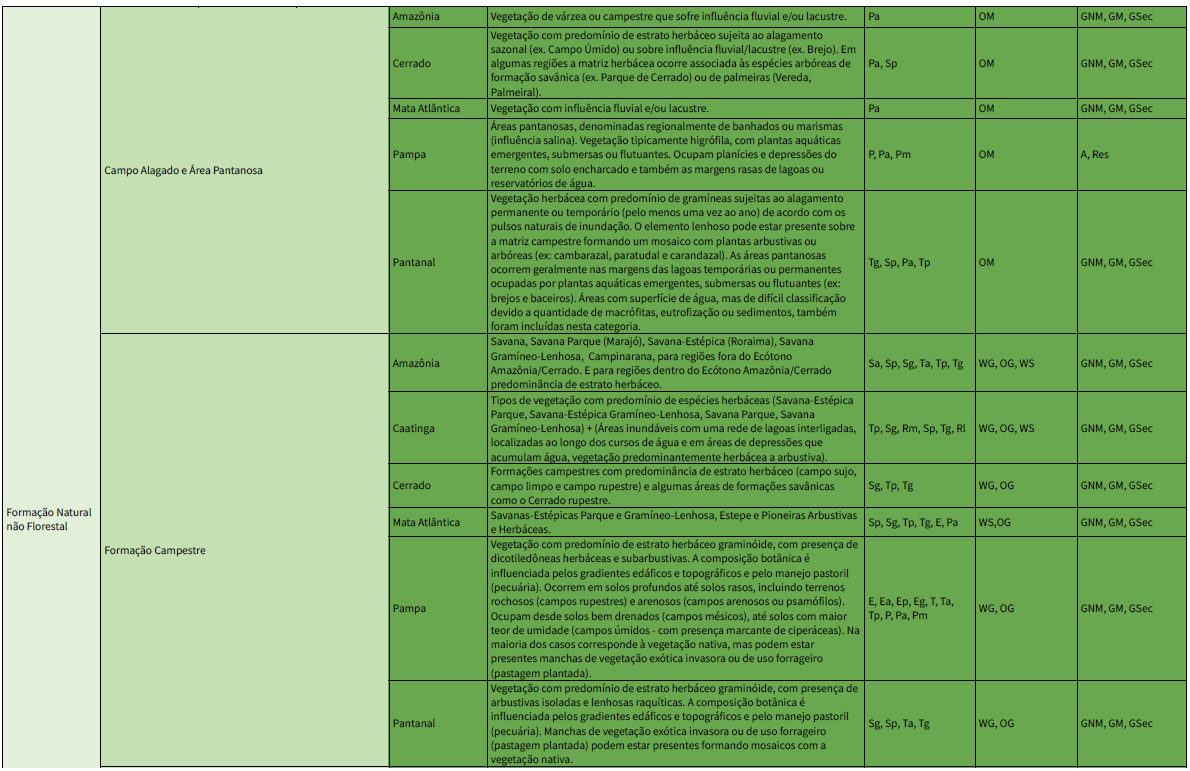 Amazônia
Vegetação de várzea ou campestre que sofre influência fluvial e/ou lacustre.
Pa
OM
GNM, GM, GSec
Cerrado
Vegetação com predomínio de estrato herbáceo sujeita ao alagamento
sazonal (ex. Campo Úmido) ou sobre influência fluvial/lacustre (ex. Brejo). Em
algumas regiões a matriz herbácea ocorre associada às espécies arbóreas de
formação savânica (ex. Parque de Cerrado) ou de palmeiras (Vereda,
Palmeiral).
Pa, Sp
OM
GNM, GM, GSec
Mata Atlântica
Vegetação com influência fluvial e/ou lacustre.
Pa
OM
GNM, GM, GSec
Campo Alagado e Área Pantanosa
Pampa
Áreas pantanosas, denominadas regionalmente de banhados ou marismas
(influência salina). Vegetação tipicamente higrófila, com plantas aquáticas
emergentes, submersas ou flutuantes. Ocupam planícies e depressões do
terreno com solo encharcado e também as margens rasas de lagoas ou
reservatórios de água.
P, Pa, Pm
OM
A, Res
Pantanal
Vegetação herbácea com predomínio de gramíneas sujeitas ao alagamento
permanente ou temporário (pelo menos uma vez ao ano) de acordo com os
pulsos naturais de inundação. O elemento lenhoso pode estar presente sobre
a matriz campestre formando um mosaico com plantas arbustivas ou
arbóreas (ex: cambarazal, paratudal e carandazal). As áreas pantanosas
ocorrem geralmente nas margens das lagoas temporárias ou permanentes
ocupadas por plantas aquáticas emergentes, submersas ou flutuantes (ex:
brejos e baceiros). Áreas com superfície de água, mas de difícil classificação
devido a quantidade de macrófitas, eutrofização ou sedimentos, também
foram incluídas nesta categoria.
Tg, Sp, Pa, Tp
OM
GNM, GM, GSec
Amazônia
Savana, Savana Parque (Marajó), Savana-Estépica (Roraima), Savana
Gramíneo-Lenhosa, Campinarana, para regiões fora do Ecótono
Amazônia/Cerrado. E para regiões dentro do Ecótono Amazônia/Cerrado
predominância de estrato herbáceo.
Sa, Sp, Sg, Ta, Tp, Tg
WG, OG, WS
GNM, GM, GSec
Caatinga
Tipos de vegetação com predomínio de espécies herbáceas (Savana-Estépica
Parque, Savana-Estépica Gramíneo-Lenhosa, Savana Parque, Savana
Gramíneo-Lenhosa) + (Áreas inundáveis com uma rede de lagoas interligadas,
localizadas ao longo dos cursos de água e em áreas de depressões que
acumulam água, vegetação predominantemente herbácea a arbustiva).
Tp, Sg, Rm, Sp, Tg, Rl
WG, OG, WS
GNM, GM, GSec
Cerrado
Formações campestres com predominância de estrato herbáceo (campo sujo,
campo limpo e campo rupestre) e algumas áreas de formações savânicas
como o Cerrado rupestre.
Sg, Tp, Tg
WG, OG
GNM, GM, GSec
Formação Natural
não Florestal
Mata Atlântica
Savanas-Estépicas Parque e Gramíneo-Lenhosa, Estepe e Pioneiras Arbustivas
e Herbáceas.
Sp, Sg, Tp, Tg, E, Pa
WS,OG
GNM, GM, GSec
Formação Campestre
Pampa
Vegetação com predomínio de estrato herbáceo graminóide, com presença de
dicotiledôneas herbáceas e subarbustivas. A composição botânica é
influenciada pelos gradientes edáficos e topográficos e pelo manejo pastoril
(pecuária). Ocorrem em solos profundos até solos rasos, incluindo terrenos
rochosos (campos rupestres) e arenosos (campos arenosos ou psamófilos).
Ocupam desde solos bem drenados (campos mésicos), até solos com maior
teor de umidade (campos úmidos - com presença marcante de ciperáceas). Na
maioria dos casos corresponde à vegetação nativa, mas podem estar
presentes manchas de vegetação exótica invasora ou de uso forrageiro
(pastagem plantada).
E, Ea, Ep, Eg, T, Ta,
Tp, P, Pa, Pm
WG, OG
GNM, GM, GSec
Pantanal
Vegetação com predomínio de estrato herbáceo graminóide, com presença de
arbustivas isoladas e lenhosas raquíticas. A composição botânica é
influenciada pelos gradientes edáficos e topográficos e pelo manejo pastoril
(pecuária). Manchas de vegetação exótica invasora ou de uso forrageiro
(pastagem plantada) podem estar presentes formando mosaicos com a
vegetação nativa.
Sg, Sp, Ta, Tg
WG, OG
GNM, GM, GSec